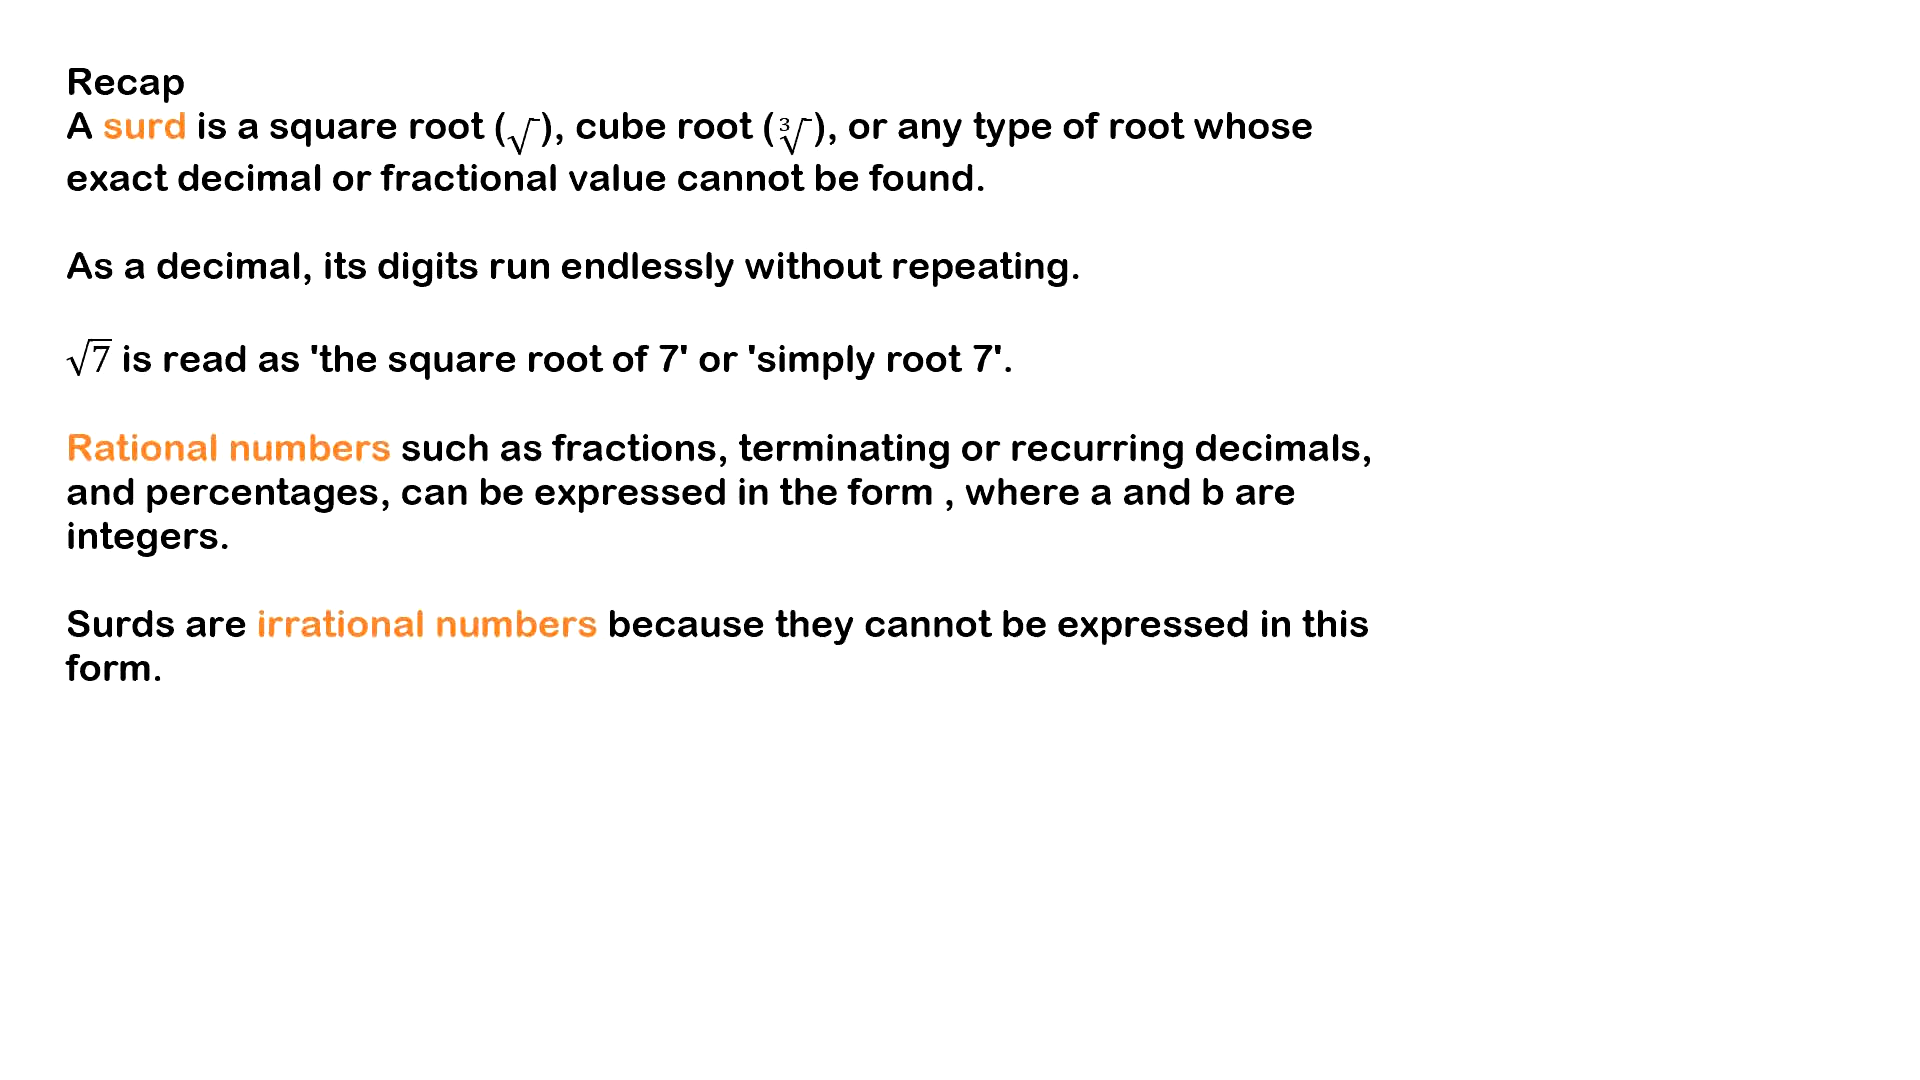 Recap
A surd is a square root (√ ), cube root (∛ ), or any type of root whose
exact decimal or fractional value cannot be found.
As a decimal, its digits run endlessly without repeating.
√7 is read as 'the square root of 7' or 'simply root 7'.
Rational numbers such as fractions, terminating or recurring decimals,
and percentages, can be expressed in the form , where a and b are
integers.
Surds are irrational numbers because they cannot be expressed in this
form.